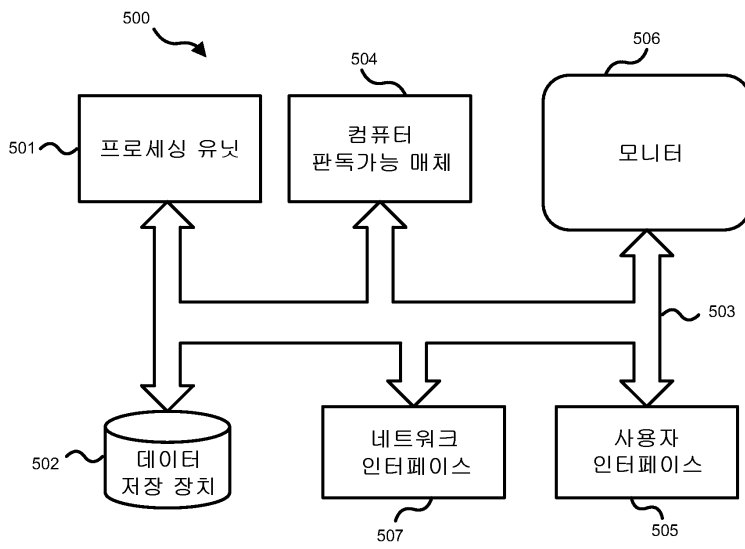 500
504
506
501
프로세싱 유닛
컴퓨터
판독가능 매체
모니터
503
502
데이터
저장 장치
네트워크
인터페이스
사용자
인터페이스
507
505